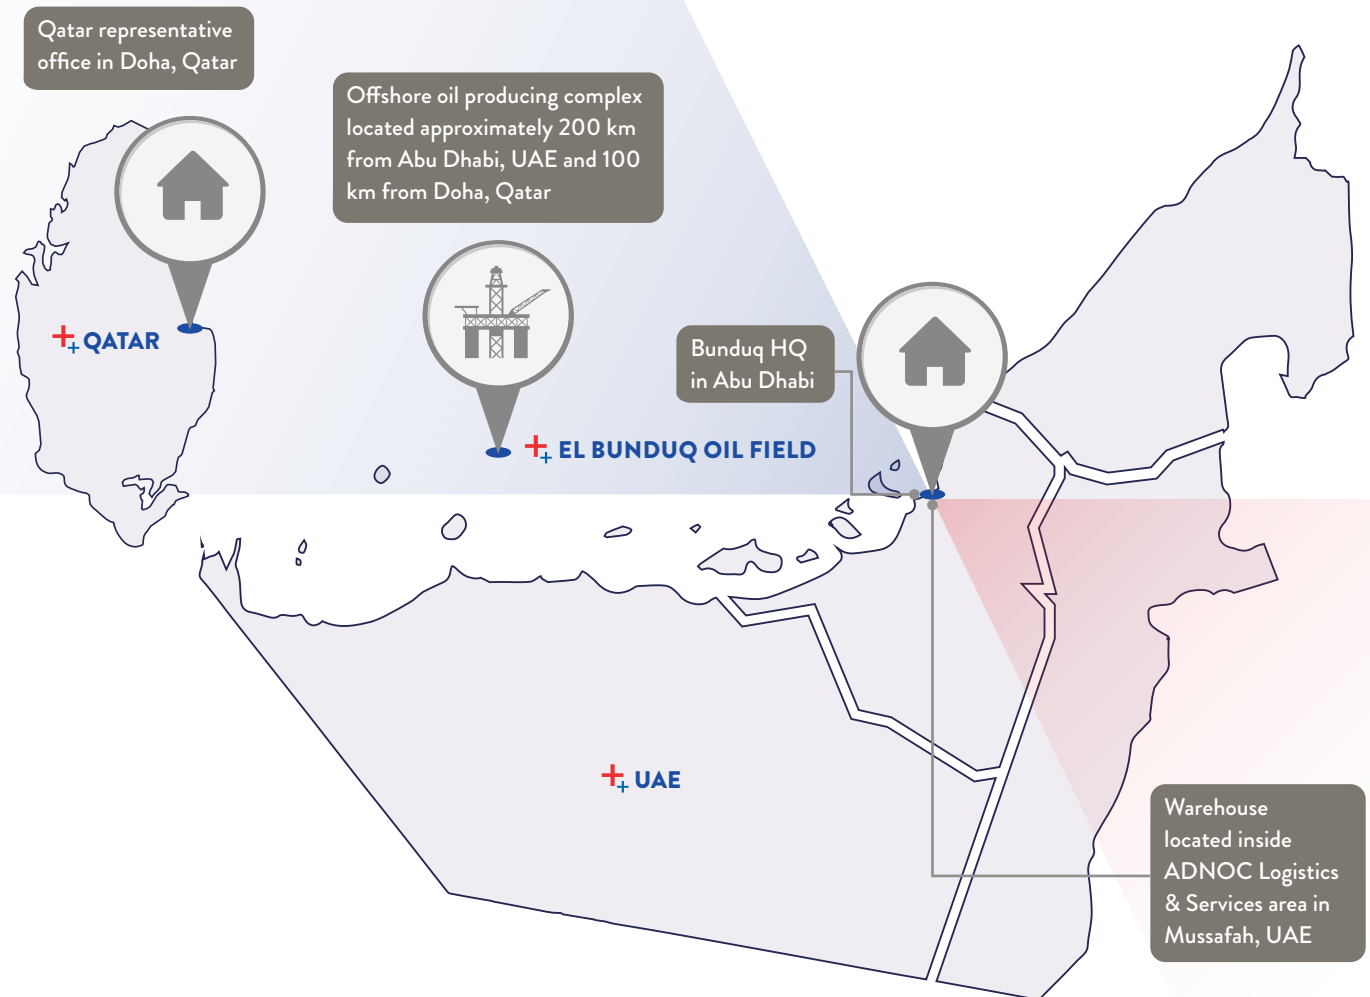 Qatar representative
office in Doha, Qatar
Offshore oil producing complex
located approximately 200 km
from Abu Dhabi, UAE and 100
km from Doha, Qatar
QATAR
Bunduq HQ
in Abu Dhabi
EL BUNDUQ OIL FIELD
UAE
Warehouse
located inside
ADNOC Logistics
& Services area in
Mussafah, UAE